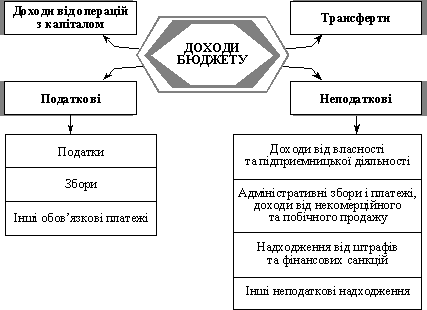 Доходи від операцій
з капіталом
ДОХОДИ
БЮДЖЕТУ
Трансферти
Податкові
Неподаткові
Податки
Збори
Інші обов’язкові платежі
Доходи від власності
та підприємницької діяльності
Адміністративні збори і платежі,
доходи від некомерційного
та побічного продажу
Надходження від штрафів
та фінансових санкцій
Інші неподаткові надходження